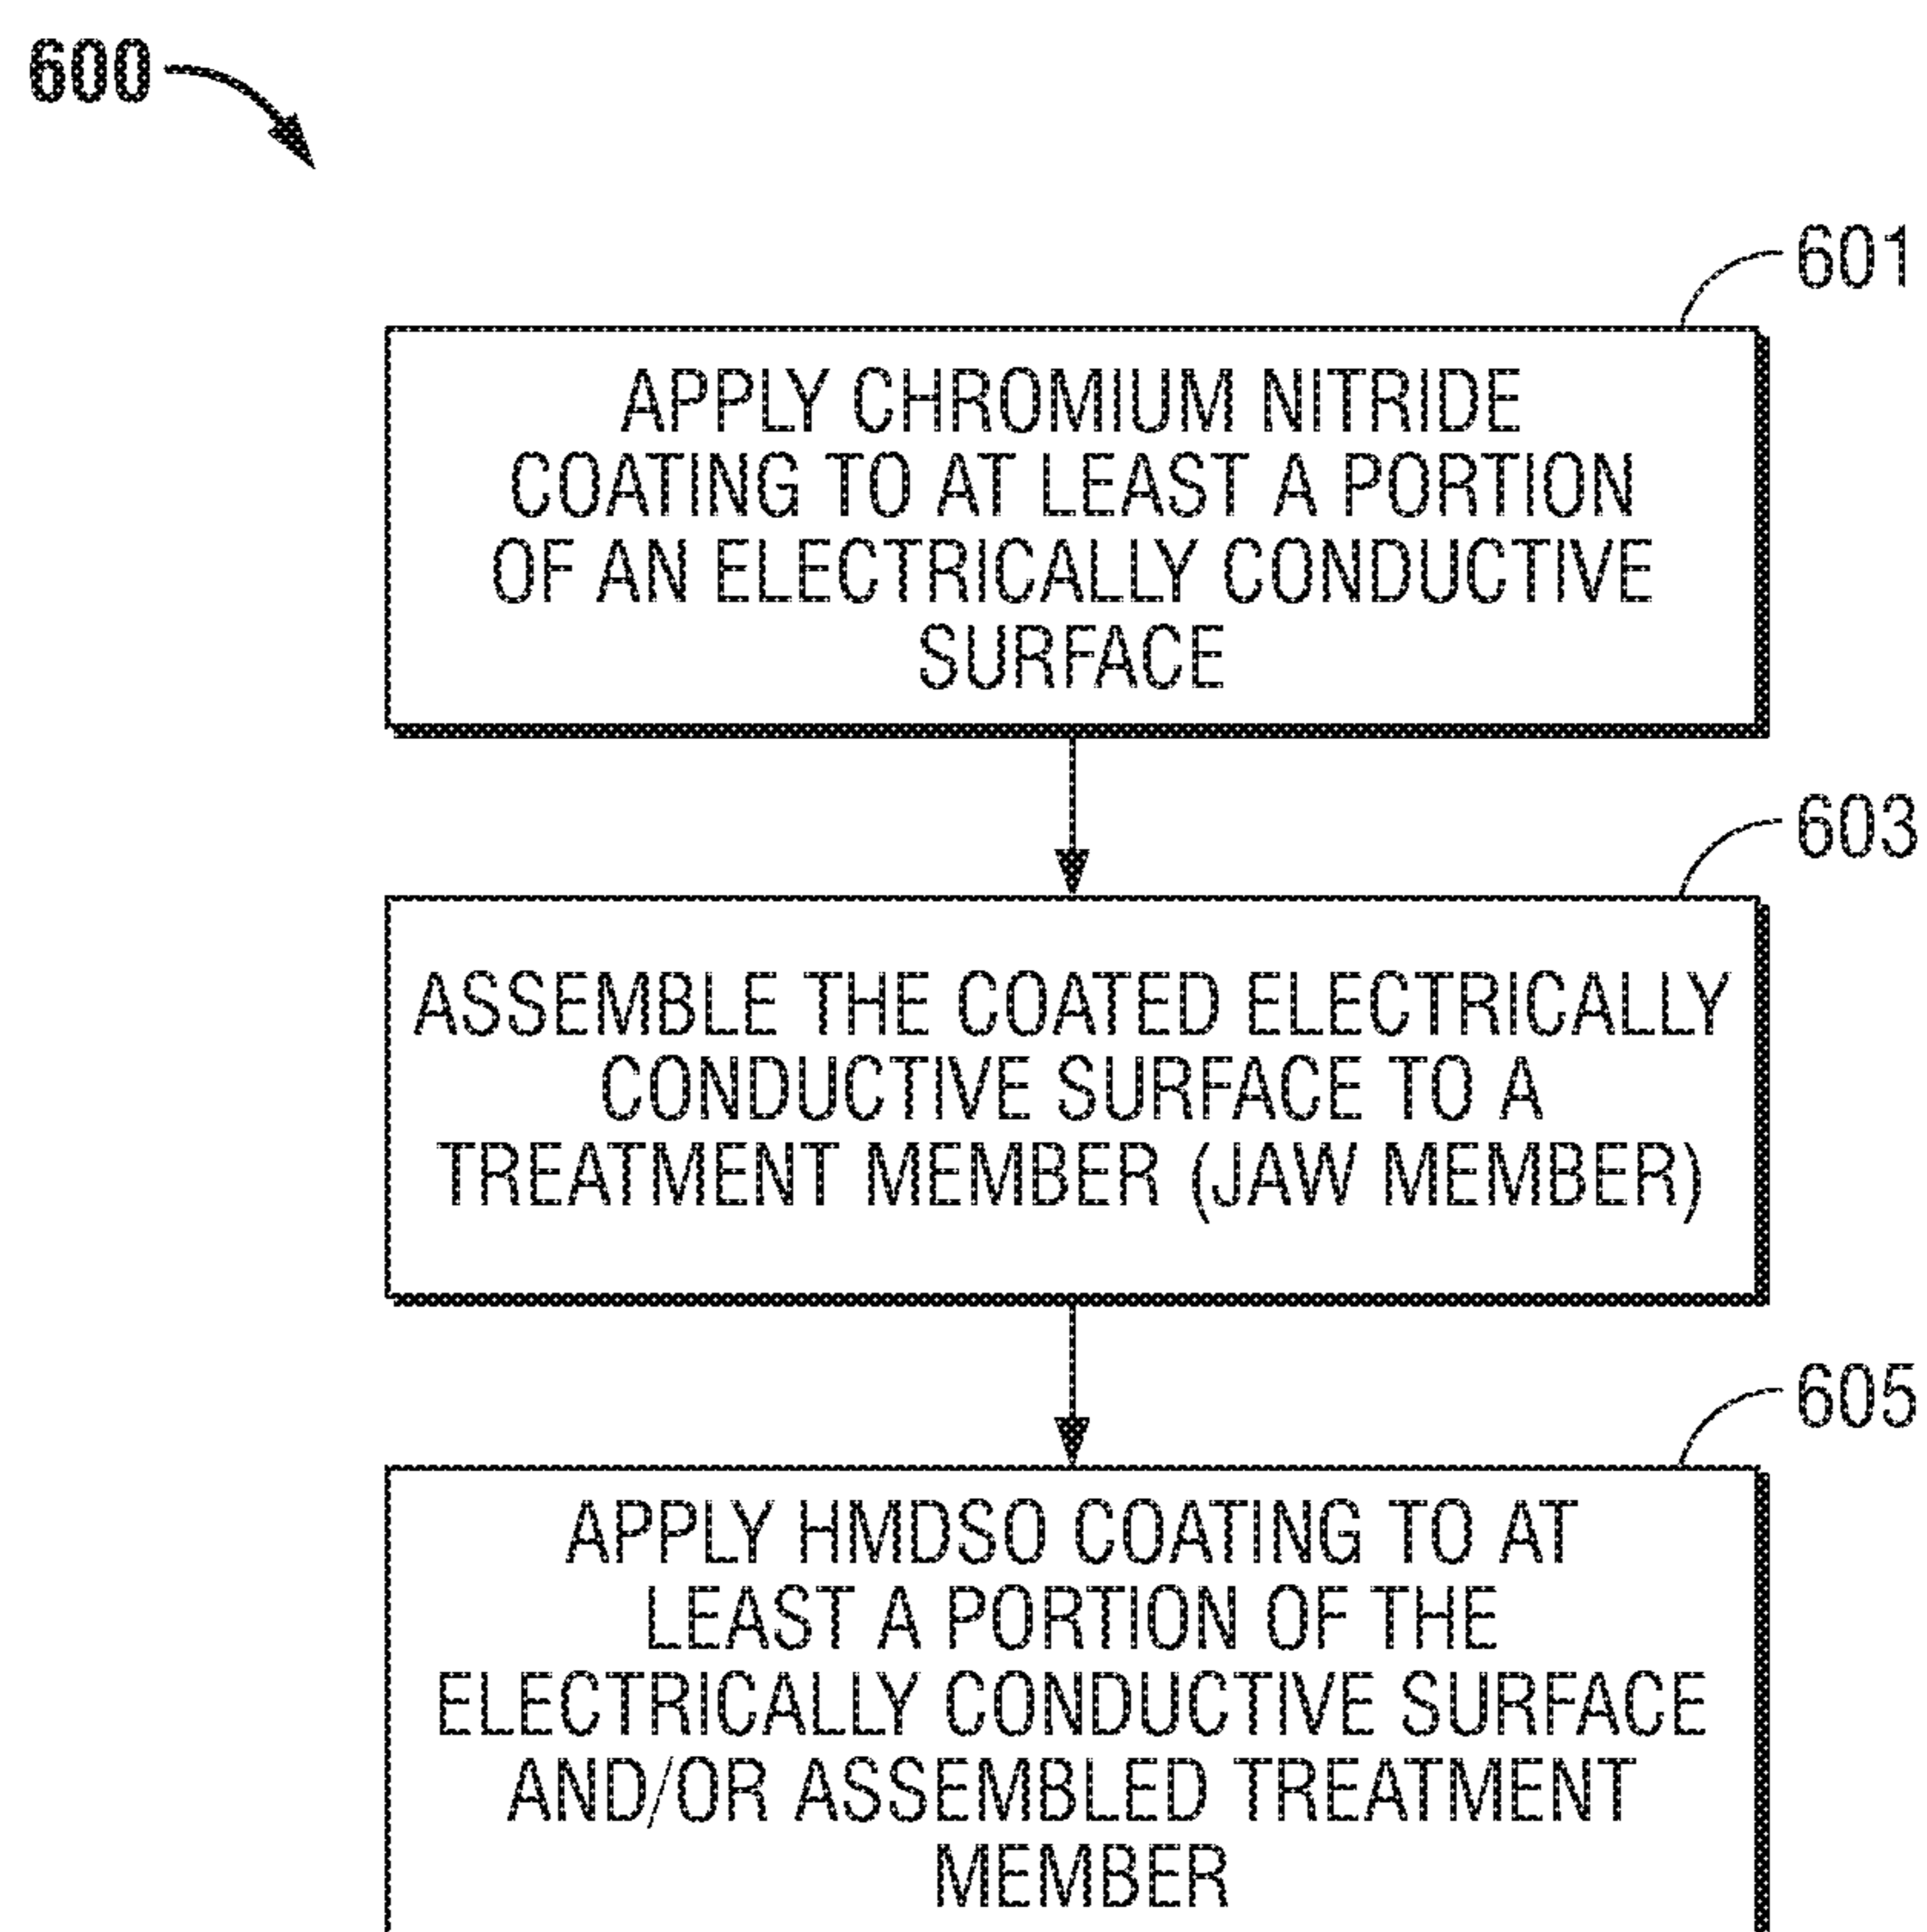 600
601
APPLY CHROMIUM NITRIDE
COATING TO AT LEAST A PORTION
OF AN ELECTRICALLY CONDUCTIVE
SURFACE
603
ASSEMBLE THE COATED ELECTRICALLY
CONDUCTIVE SURFACE TO A
TREATMENT MEMBER (JAW MEMBER)
605
APPLY HMDSO COATING TO AT
LEAST A PORTION OF THE
ELECTRICALLY CONDUCTIVE SURFACE
AND/OR ASSEMBLED TREATMENT
MEMBER